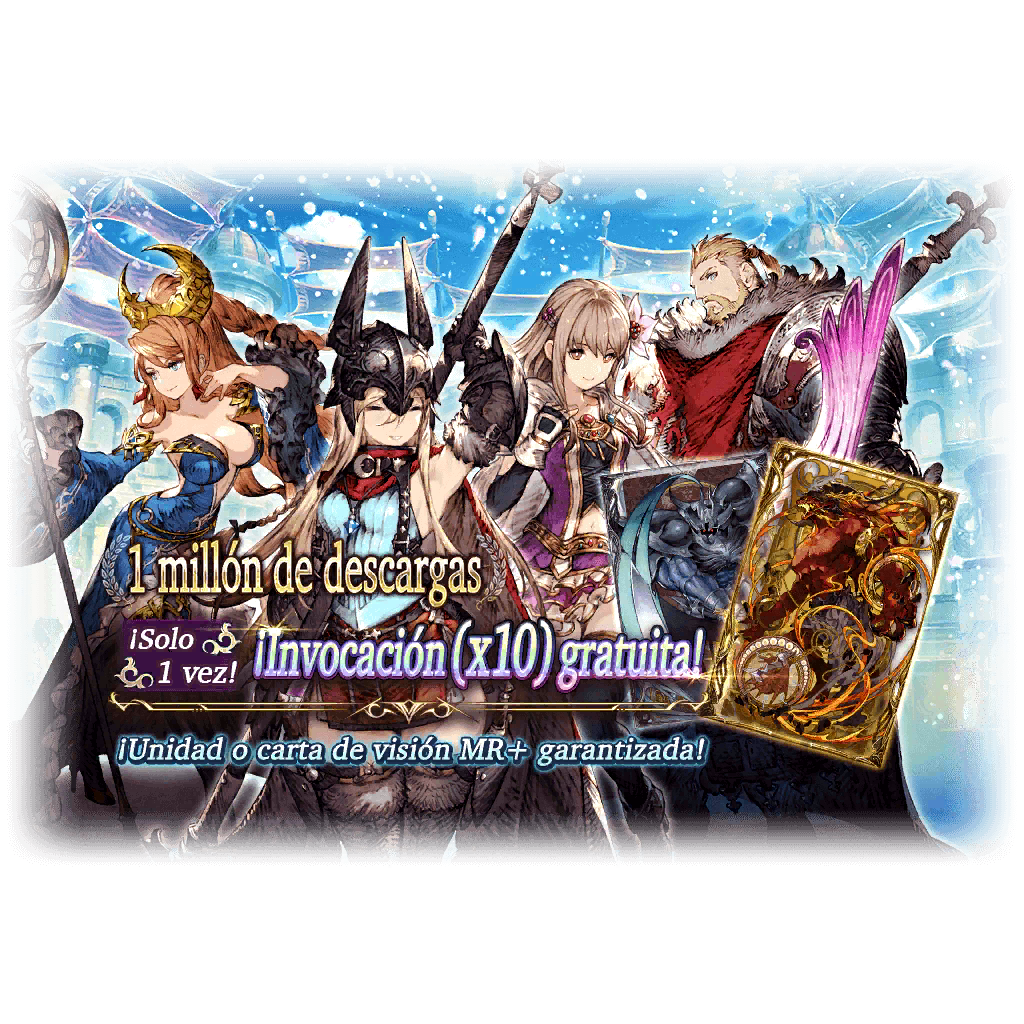 1 millón de descargas
¡Solo
1 vez!
¡Invocación (x10) gratuita!
¡Unidad o carta de visión MR+ garantizada!